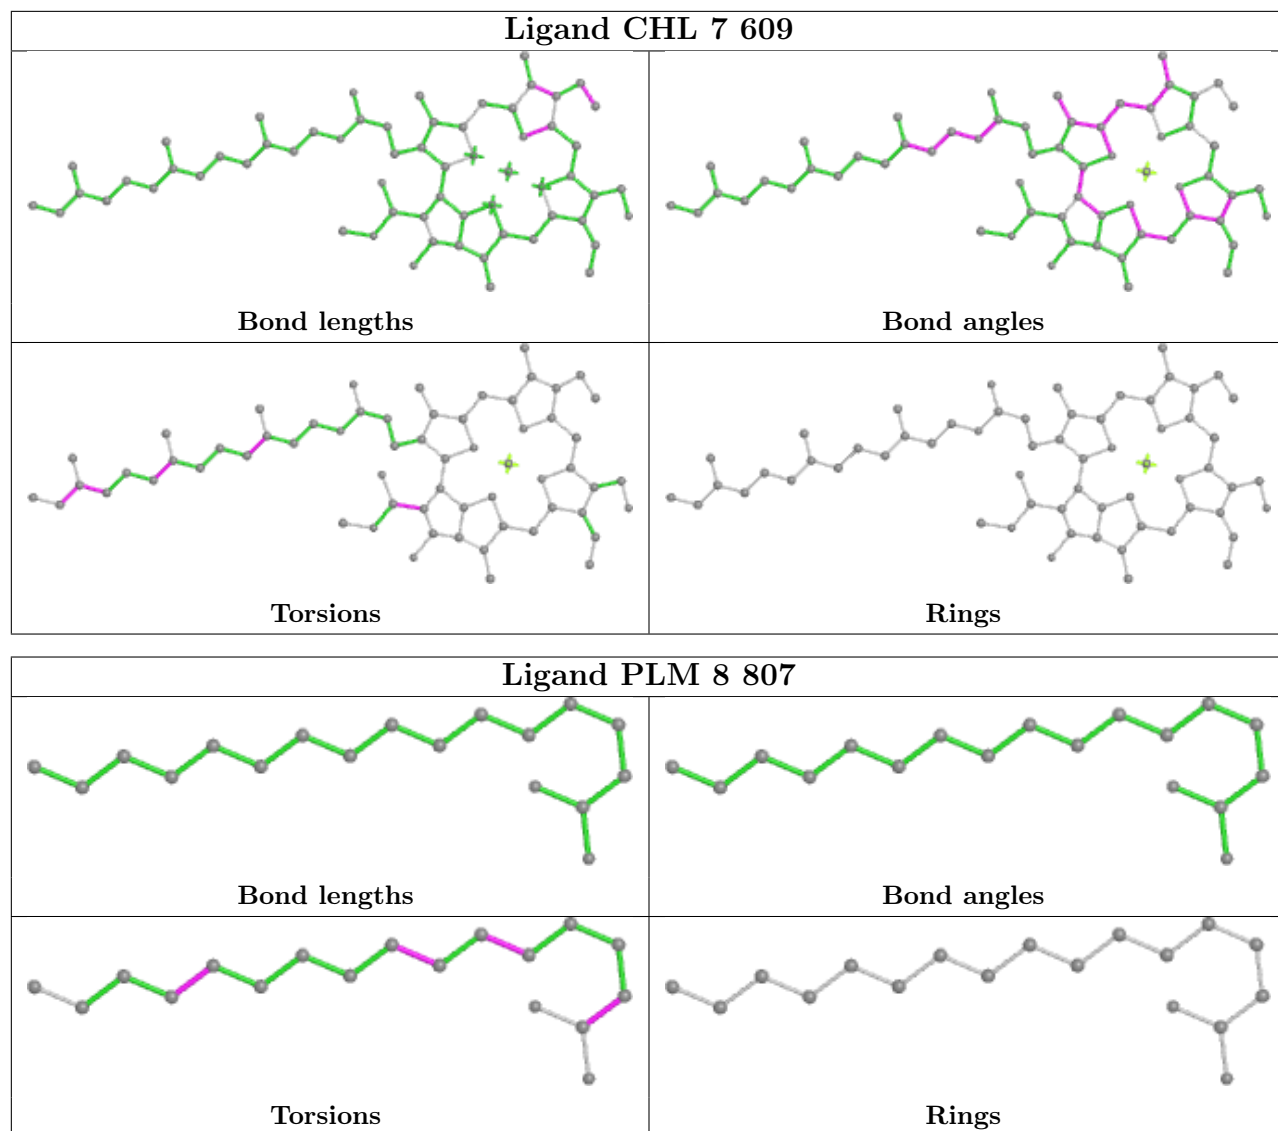 Ligand CHL 7 609
Bond lengths
Bond angles
Torsions
Rings
Ligand PLM 8 807
Bond lengths
Bond angles
Torsions
Rings